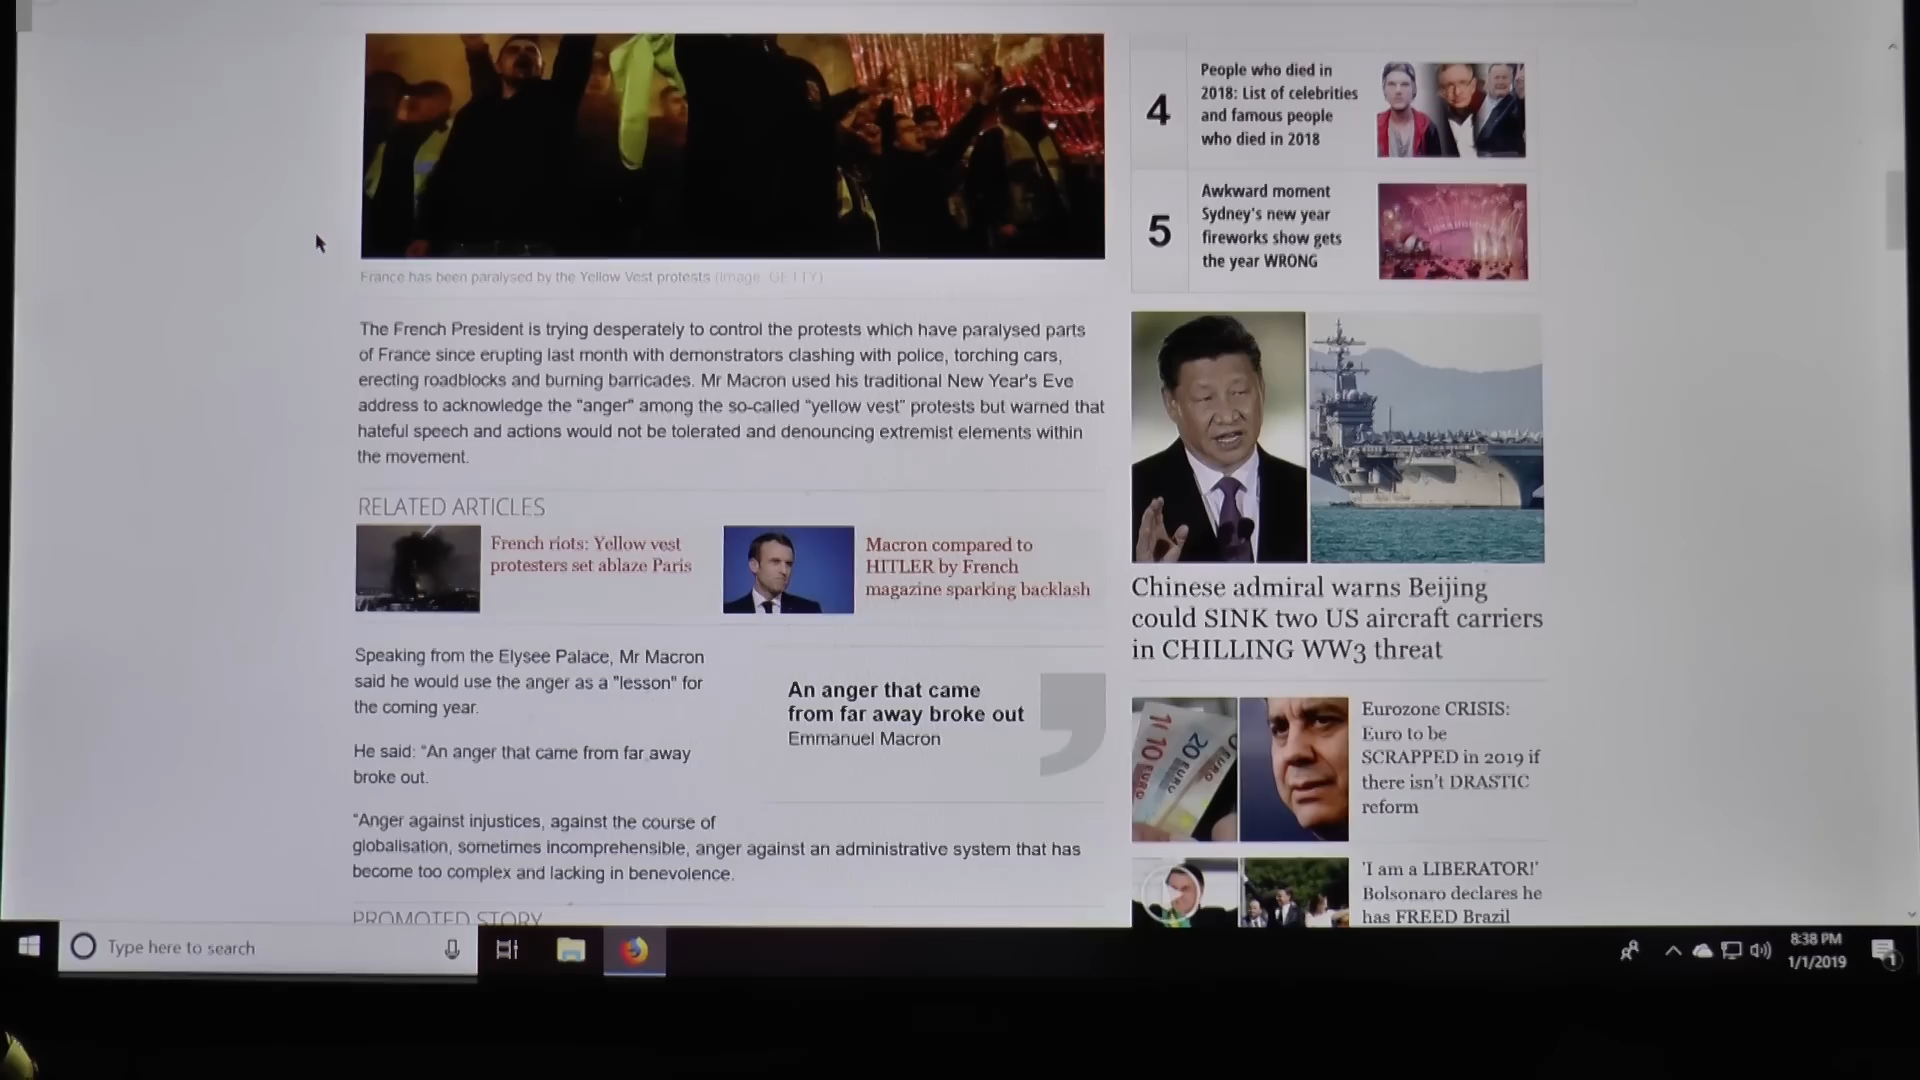 France has been paralysed by the Yellow Vest protests (Image: GETTY)
The French President is trying desperately to control the protests which have paralysed parts
of France since erupting last month with demonstrators clashing with police, torching cars,
erecting roadblocks and burning barricades. Mr Macron used his traditional New Year's Eve
address to acknowledge the "anger" among the so-called "yellow vest" protests but warned that
hateful speech and actions would not be tolerated and denouncing extremist elements within
the movement.
RELATED ARTICLES
French riots: Yellow vest
protesters set ablaze Paris
Macron compared to
HITLER by French
magazine sparking backlash
Speaking from the Elysee Palace, Mr Macron
said he would use the anger as a "lesson" for
the coming year.
He said: "An anger that came from far away
broke out.
An anger that came
from far away broke out
Emmanuel Macron
"Anger against injustices, against the course of
globalisation, sometimes incomprehensible, anger against an administrative system that has
become too complex and lacking in benevolence.
PROMOTED STORY
4
People who died in
2018: List of celebrities
and famous people
who died in 2018
5
Awkward moment
Sydney's new year
fireworks show gets
the year WRONG
Chinese admiral warns Beijing
could SINK two US aircraft carriers
in CHILLING WW3 threat
10 EURO
20 EURO
EURO
Eurozone CRISIS:
Euro to be
SCRAPPED in 2019 if
there isn't DRASTIC
reform
'I am a LIBERATOR!'
Bolsonaro declares he
has FREED Brazil
Type here to search
8:38 PM
1/1/2019
1